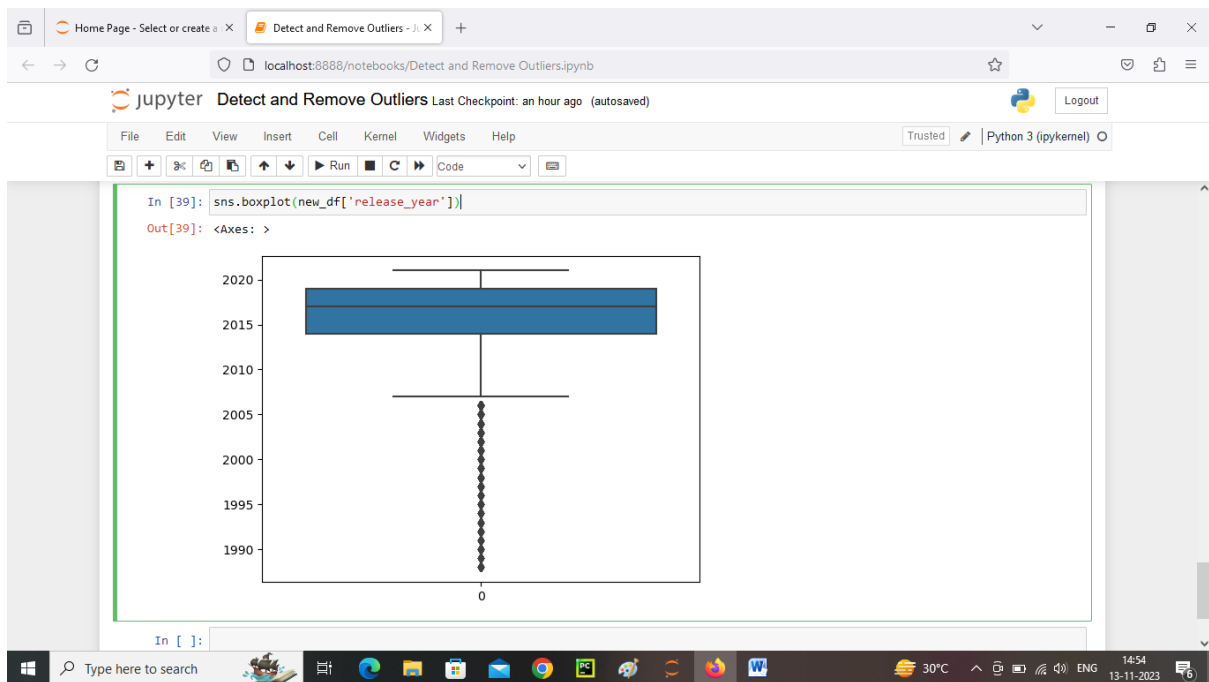 Home Page - Select or create a
Detect and Remove Outliers - Ju
localhost:8888/notebooks/Detect and Remove Outliers.ipynb
jupyter Detect and Remove Outliers Last Checkpoint: an hour ago (autosaved)
Logout
File Edit View Insert Cell Kernel Widgets Help
Trusted Python 3 (ipykernel)
Run Code
In [39]: sns.boxplot(new_df['release_year'])
Out[39]: <Axes: >
2020
2015
2010
2005
2000
1995
1990
0
In [ ]:
Type here to search
PC
W
30°C
ENG
14:54
13-11-2023
6